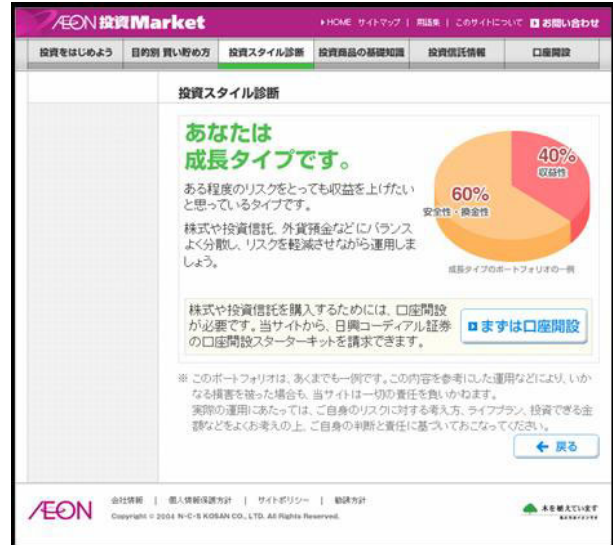 ÆON 投資Market
HOME サイトマップ | 用語集 | このサイトについて お問い合わせ
投資をはじめよう 目的別 買い貯め方 投資スタイル診断 投資商品の基礎知識 投資信託情報 口座開設
投資スタイル診断
あなたは
成長タイプです。
ある程度のリスクをとっても収益を上げたい
と思っているタイプです。
株式や投資信託、外貨預金などにバランス
よく分散し、リスクを軽減させながら運用しま
しょう。
40%
収益性
60%
安全性・換金性
成長タイプのポートフォリオの一例
株式や投資信託を購入するためには、口座開設
が必要です。当サイトから、日興コーディアル証券
の口座開設スターターキットを請求できます。
まずは口座開設
※ このポートフォリオは、あくまでも一例です。この内容を参考にした運用などにより、いか
なる損害を被った場合も、当サイトは一切の責任を負いかねます。
実際の運用にあたっては、ご自身のリスクに対する考え方、ライフプラン、投資できる金
額などをよくお考えの上、ご自身の判断と責任に基づいておこなってください。
戻る
ÆON
会社情報 | 個人情報保護方針 | サイトポリシー | 勧誘方針
Copyright © 2004 N-C-S KOSAN CO., LTD. All Rights Reserved.
木を植えています